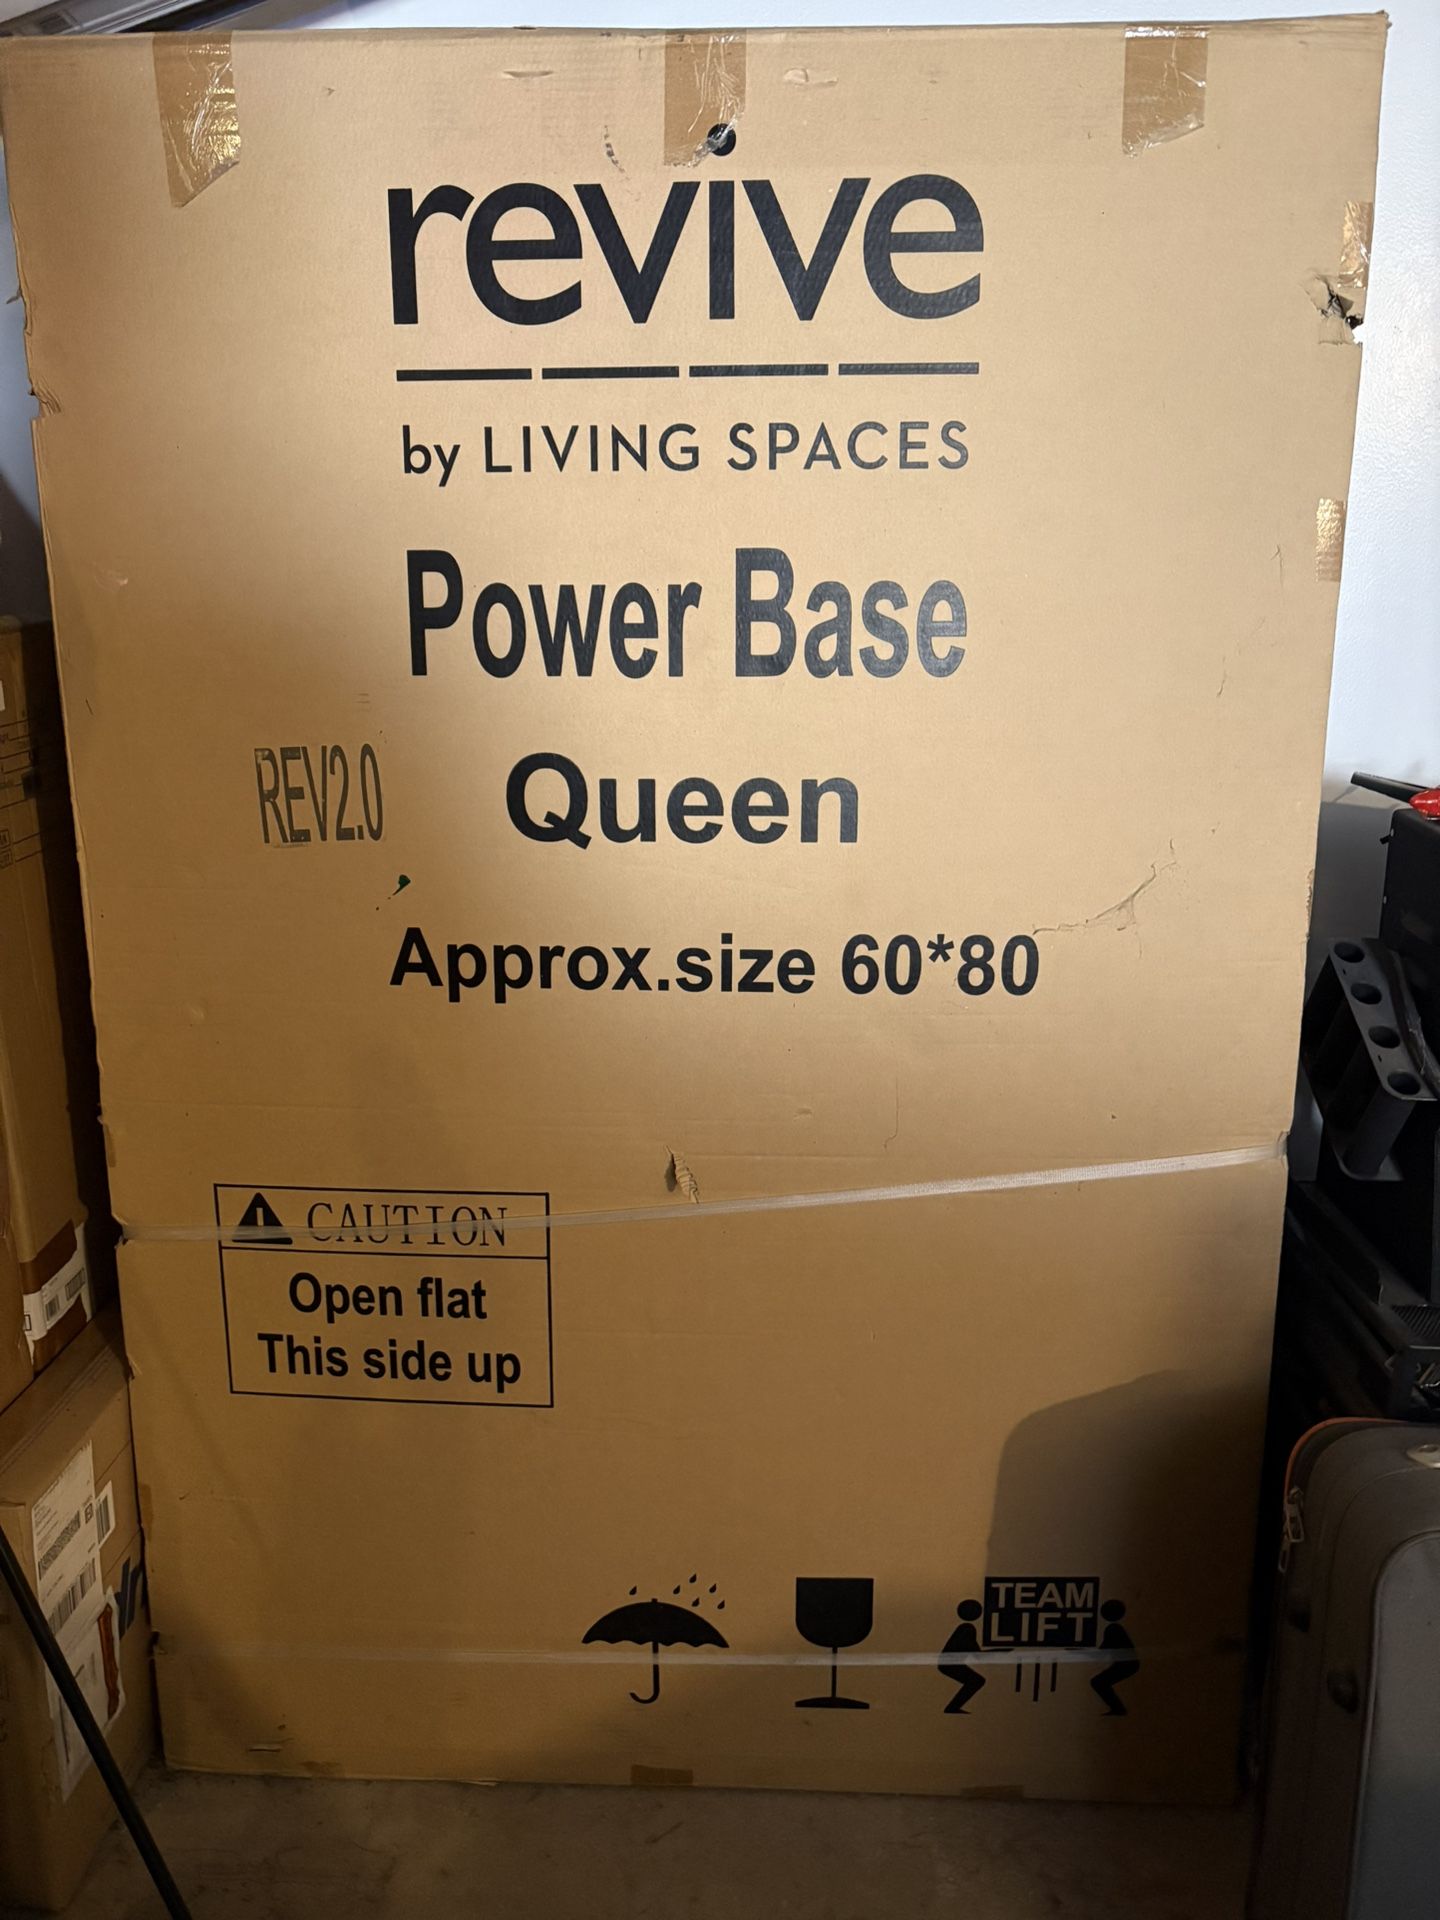 revive
by LIVING SPACES
Power Base
REV2.0
Queen
Approx.size 60*80
CAUTION
Open flat
This side up
TEAM
LIFT